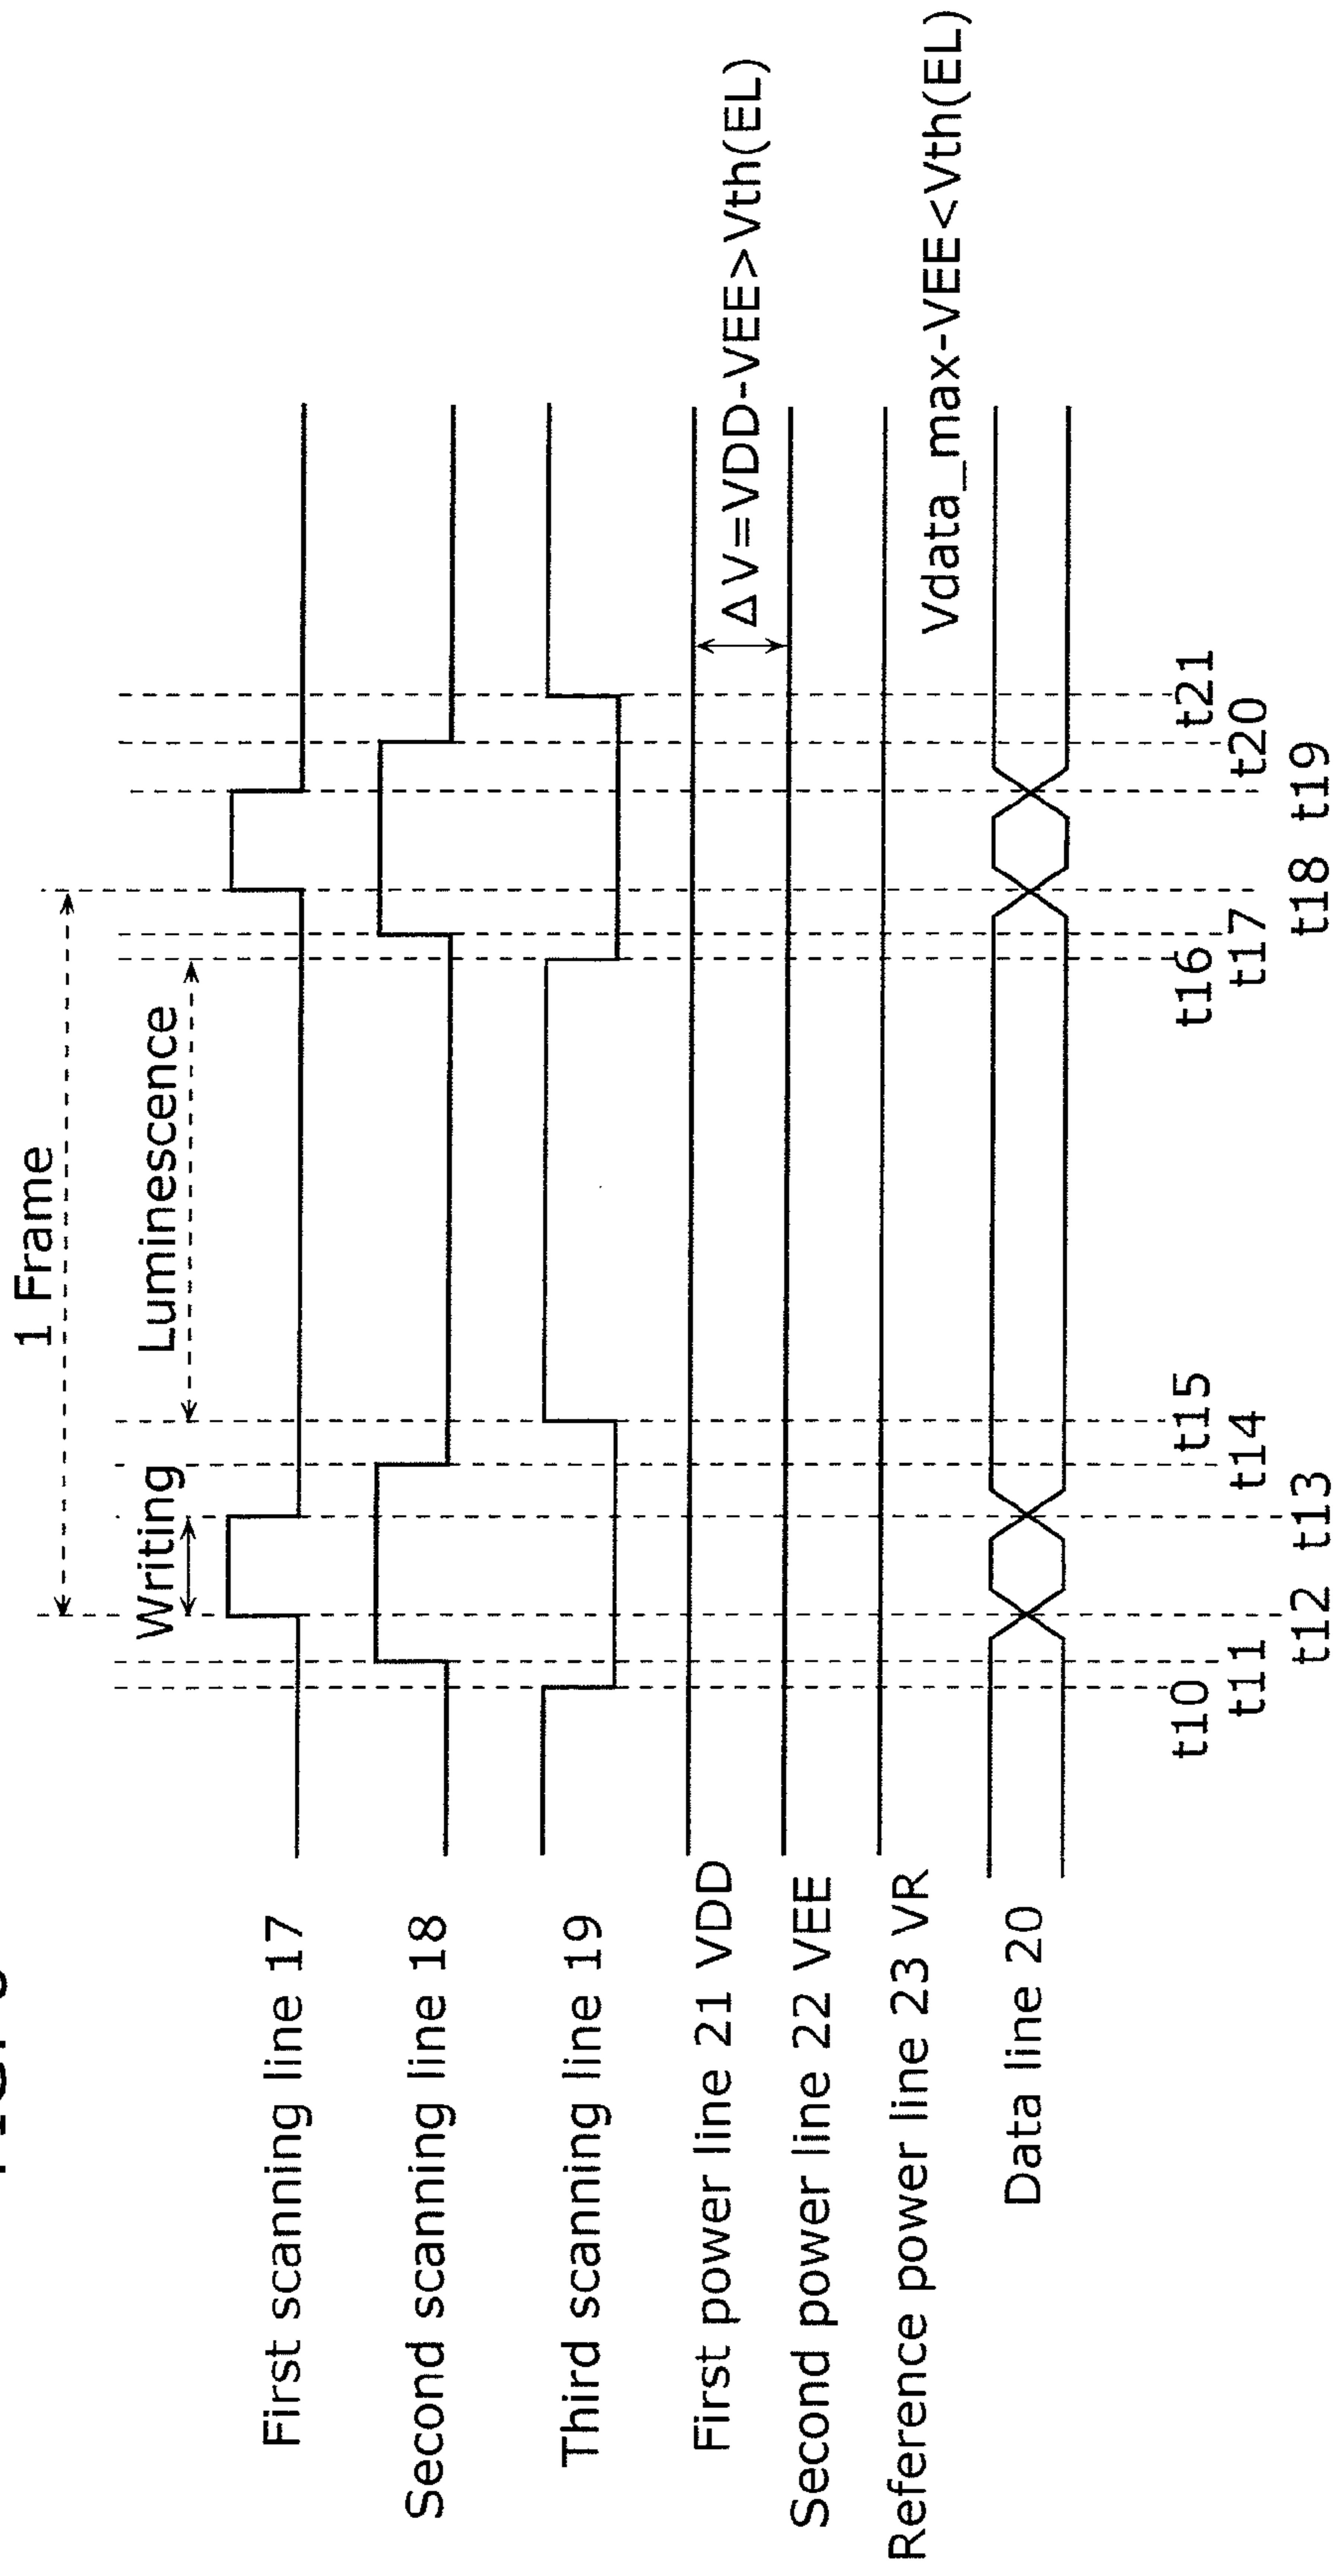 1 Frame
Writing
Luminescence
First scanning line 17
Second scanning line 18
Third scanning line 19
First power line 21 VDD
ΔV=VDD-VEE>Vth(EL)
Second power line 22 VEE
Reference power line 23 VR
Vdata_max-VEE<Vth(EL)
Data line 20
t10
t11
t12
t13
t14
t15
t16
t17
t18
t19
t20
t21